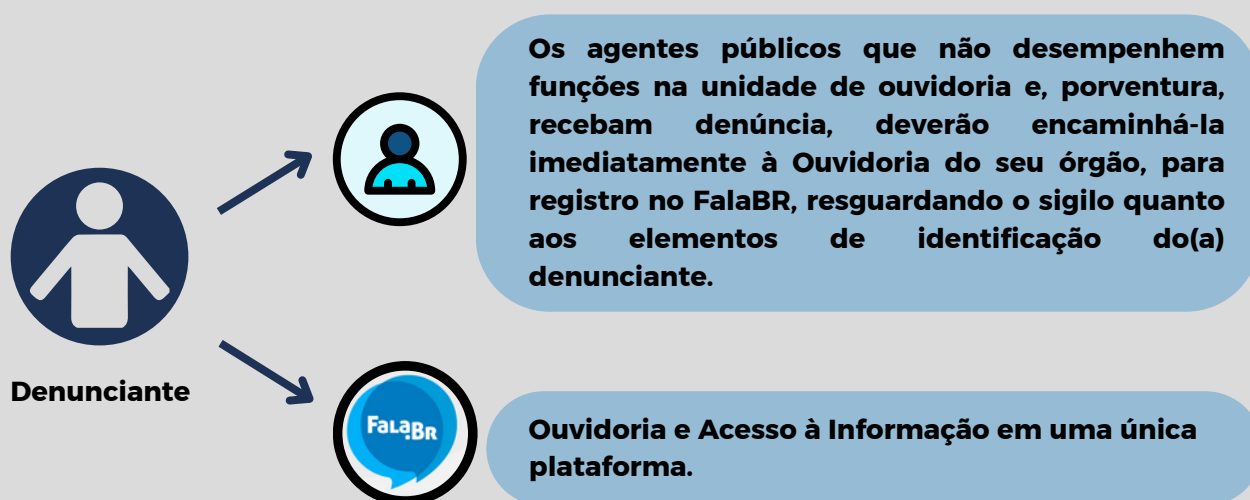 Os agentes públicos que não desempenhem
funções na unidade de ouvidoria e, porventura,
recebam denúncia, deverão encaminhá-la
imediatamente à Ouvidoria do seu órgão, para
registro no FalaBR, resguardando o sigilo quanto
aos elementos de identificação do(a)
denunciante.
Denunciante
FALA.BR
Ouvidoria e Acesso à Informação em uma única
plataforma.